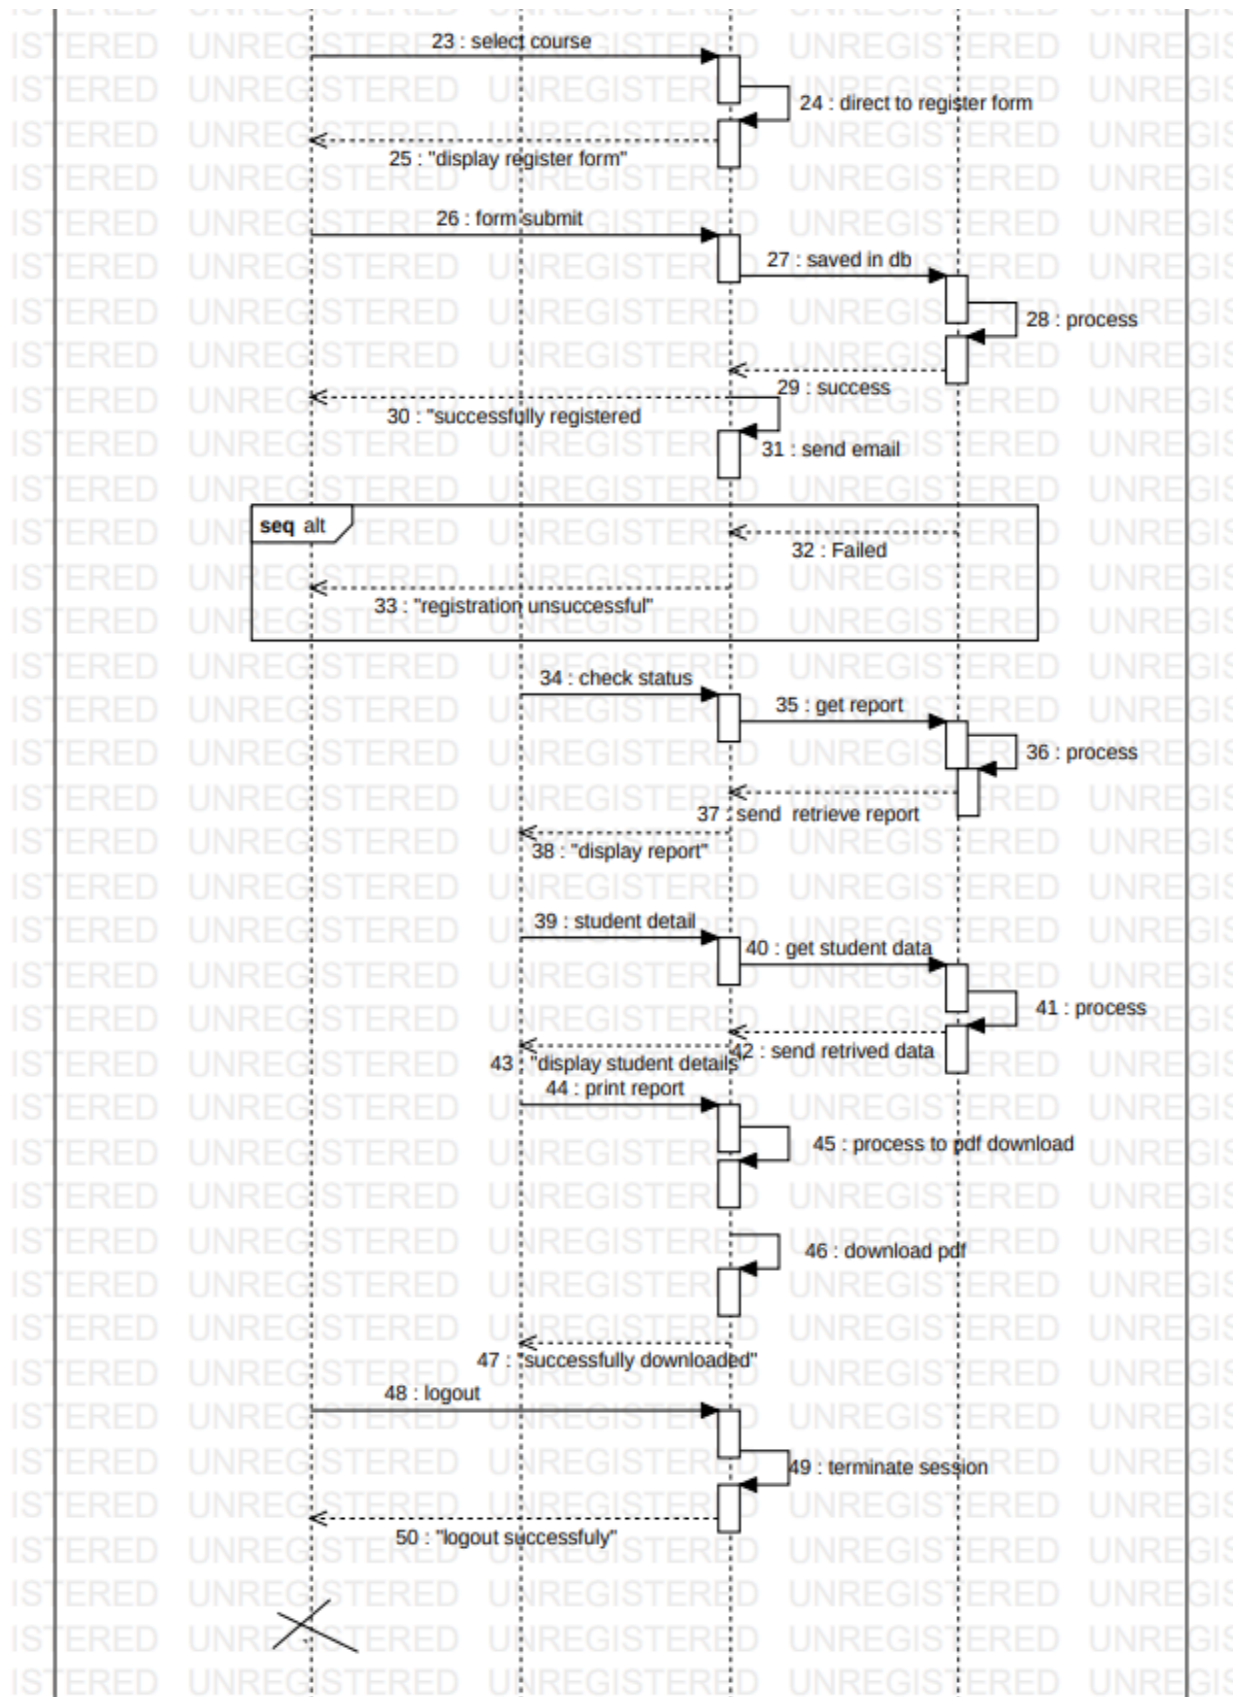 23 : select course
24 : direct to register form
25 : "display register form"
26 : form submit
27 : saved in db
28 : process
29 : success
30 : "successfully registered
31 : send email
seq alt
32 : Failed
33 : "registration unsuccessful"
34 : check status
35 : get report
36 : process
37 : send  retrieve report
38 : "display report"
39 : student detail
40 : get student data
41 : process
42 : send retrived data
43 : "display student details"
44 : print report
45 : process to pdf download
46 : download pdf
47 : "successfully downloaded"
48 : logout
49 : terminate session
50 : "logout successfuly"
UNREGISTERED